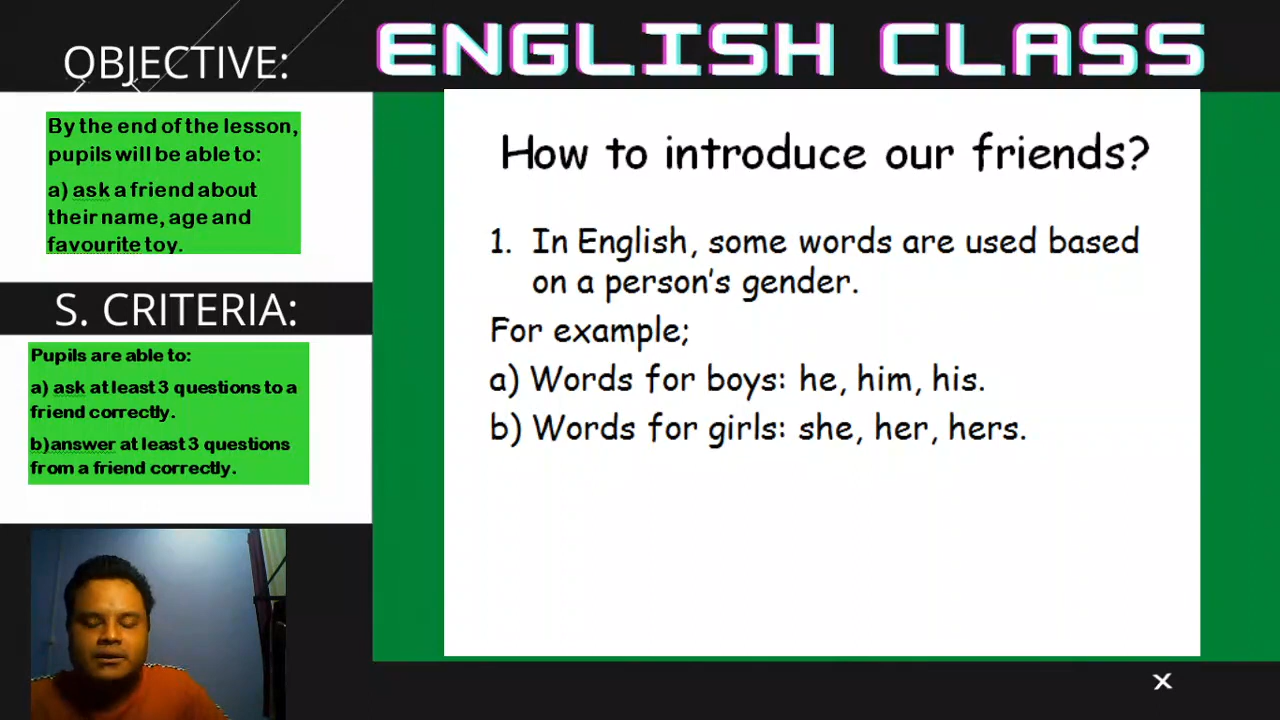 OBJECTIVE:
ENGLISH CLASS
By the end of the lesson,
pupils will be able to:
a) ask a friend about
their name, age and
favourite toy.
S. CRITERIA:
Pupils are able to:
a) ask at least 3 questions to a
friend correctly.
b)answer at least 3 questions
from a friend correctly.
How to introduce our friends?
1. In English, some words are used based
on a person's gender.
For example;
a) Words for boys: he, him, his.
b) Words for girls: she, her, hers.